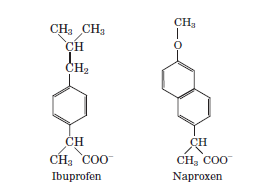 CH₃ CH₃ CH₃
CH O
CH₂
CH CH
CH₃ COO⁻ CH₃ COO⁻
Ibuprofen Naproxen